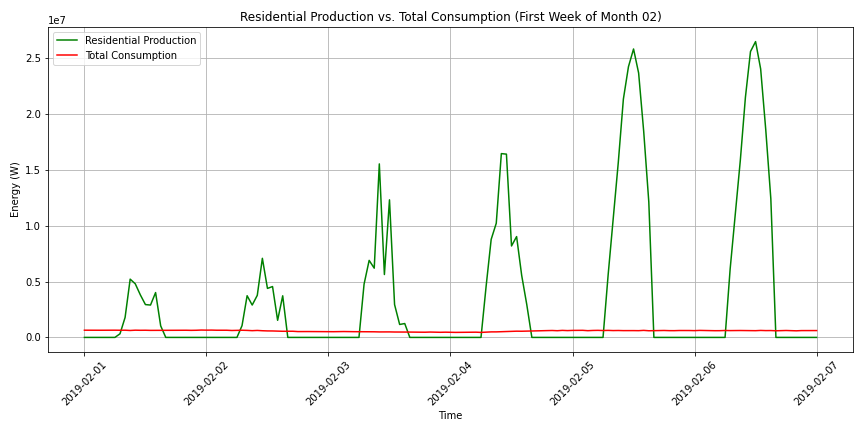 Residential Production vs. Total Consumption (First Week of Month 02)
1e7
Residential Production
Total Consumption
2.5
2.0
1.5
1.0
0.5
0.0
Energy (W)
2019-02-01
2019-02-02
2019-02-03
2019-02-04
2019-02-05
2019-02-06
2019-02-07
Time